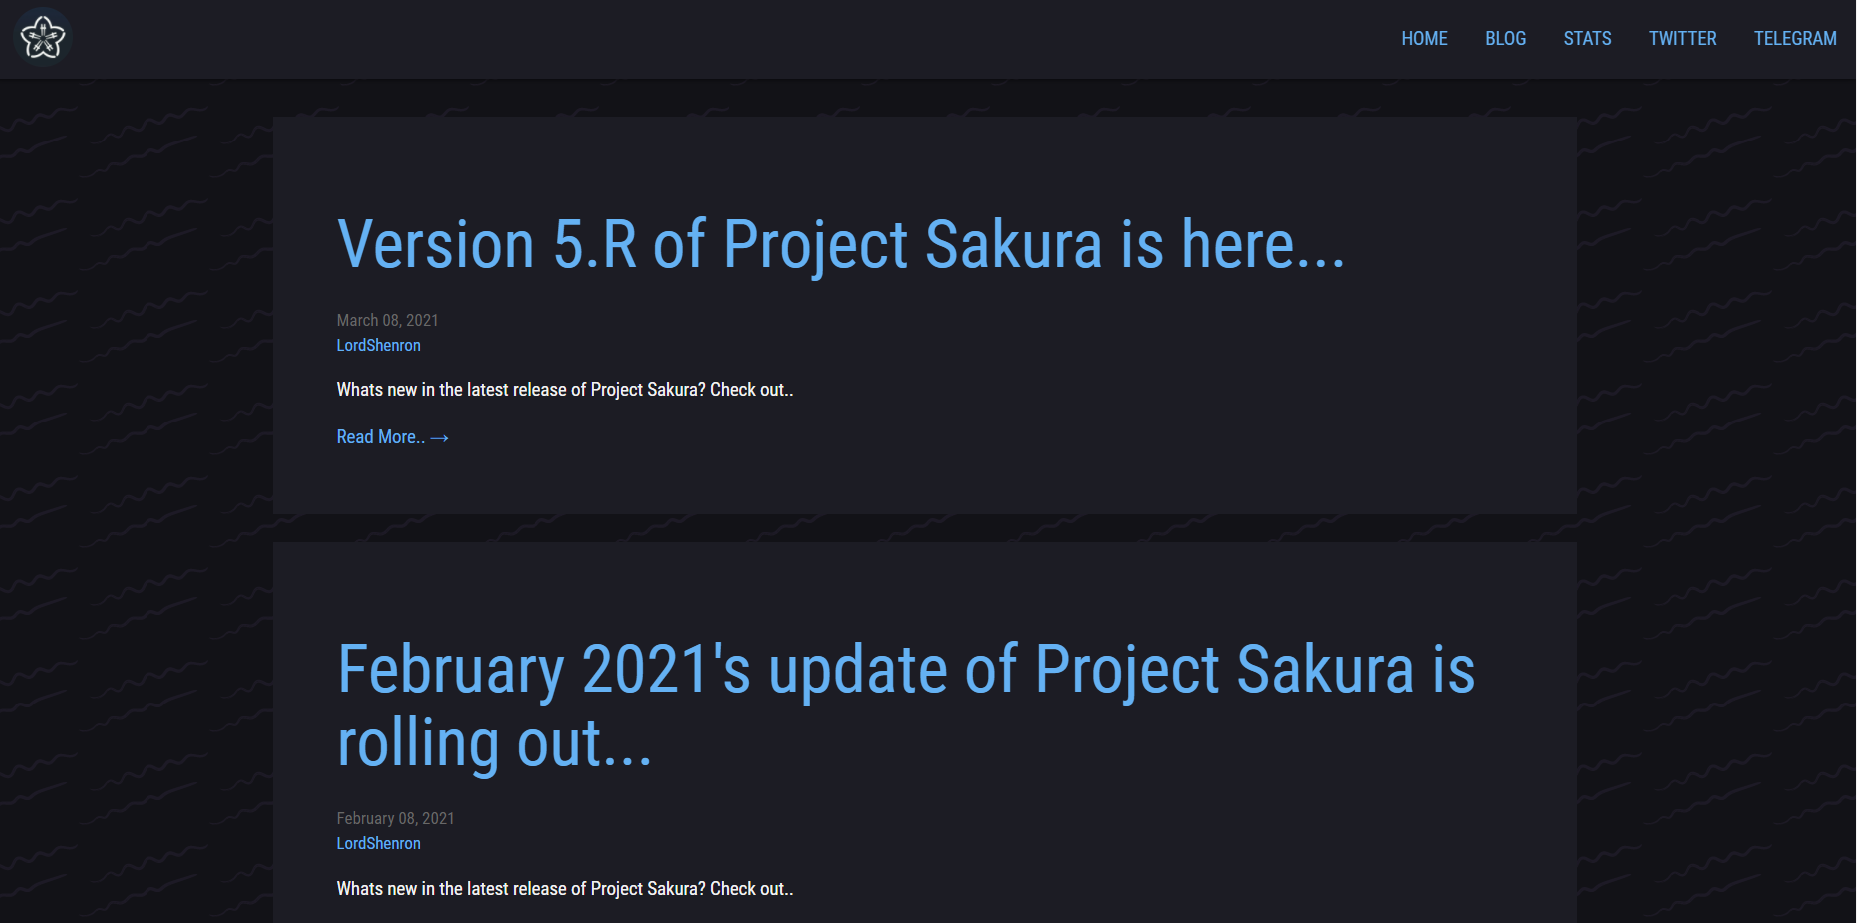 HOME BLOG STATS TWITTER TELEGRAM
Version 5.R of Project Sakura is here...
March 08, 2021
LordShenron
Whats new in the latest release of Project Sakura? Check out..
Read More.. →
February 2021's update of Project Sakura is
rolling out...
February 08, 2021
LordShenron
Whats new in the latest release of Project Sakura? Check out..